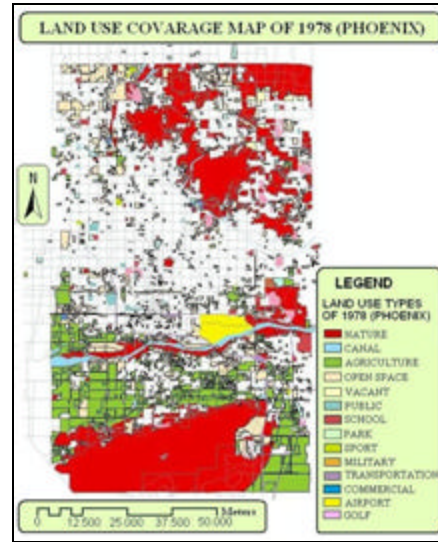 LAND USE COVARAGE MAP OF 1978 (PHOENIX)
N
LEGEND
LAND USE TYPES
OF 1978 (PHOENIX)
NATURE
CANAL
AGRICULTURE
OPEN SPACE
VACANT
PUBLIC
SCHOOL
PARK
SPORT
MILITARY
TRANSPORTATION
COMMERCIAL
AIRPORT
GOLF
Meters
0 12.500 25.000 37.500 50.000